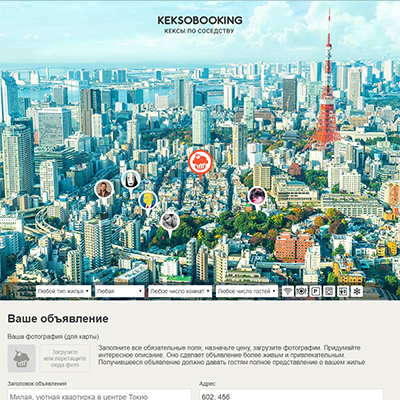 KEKSOBOOKING
КЕКСЫ ПО СОСЕДСТВУ
Любой тип жилья Любая Любое число комнат Любое число гостей
Ваше объявление
Ваша фотография (для карты)
Загрузите
или перетащите
сюда фото
Заполните все обязательные поля, назначьте цену, загрузите фотографии. Придумайте
интересное описание. Оно сделает объявление более живым и привлекательным.
Получившееся объявление должно давать гостям полное представление о вашем жилье.
Заголовок объявления Адрес
Милая, уютная квартирка в центре Токио 602, 456